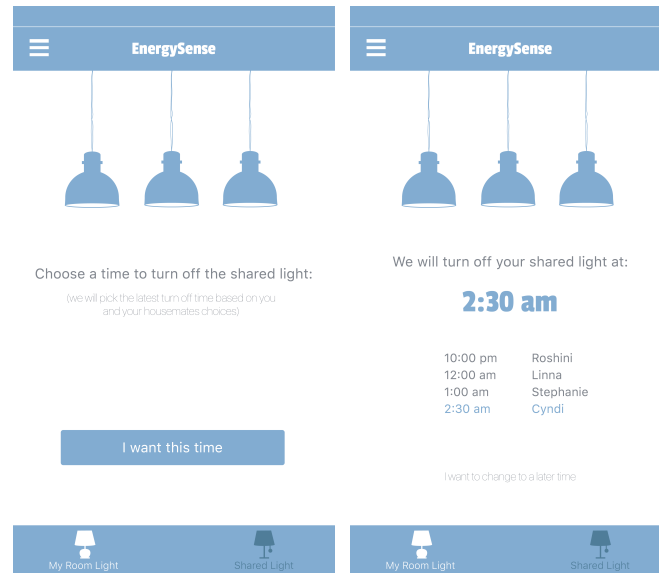 EnergySense
Choose a time to turn off the shared light:
(we will pick the latest turn off time based on you
and your housemates choices)
I want this time
My Room Light
Shared Light
EnergySense
We will turn off your shared light at:
2:30 am
10:00 pm Roshini
12:00 am Linna
1:00 am Stephanie
2:30 am Cyndi
I want to change to a later time
My Room Light
Shared Light